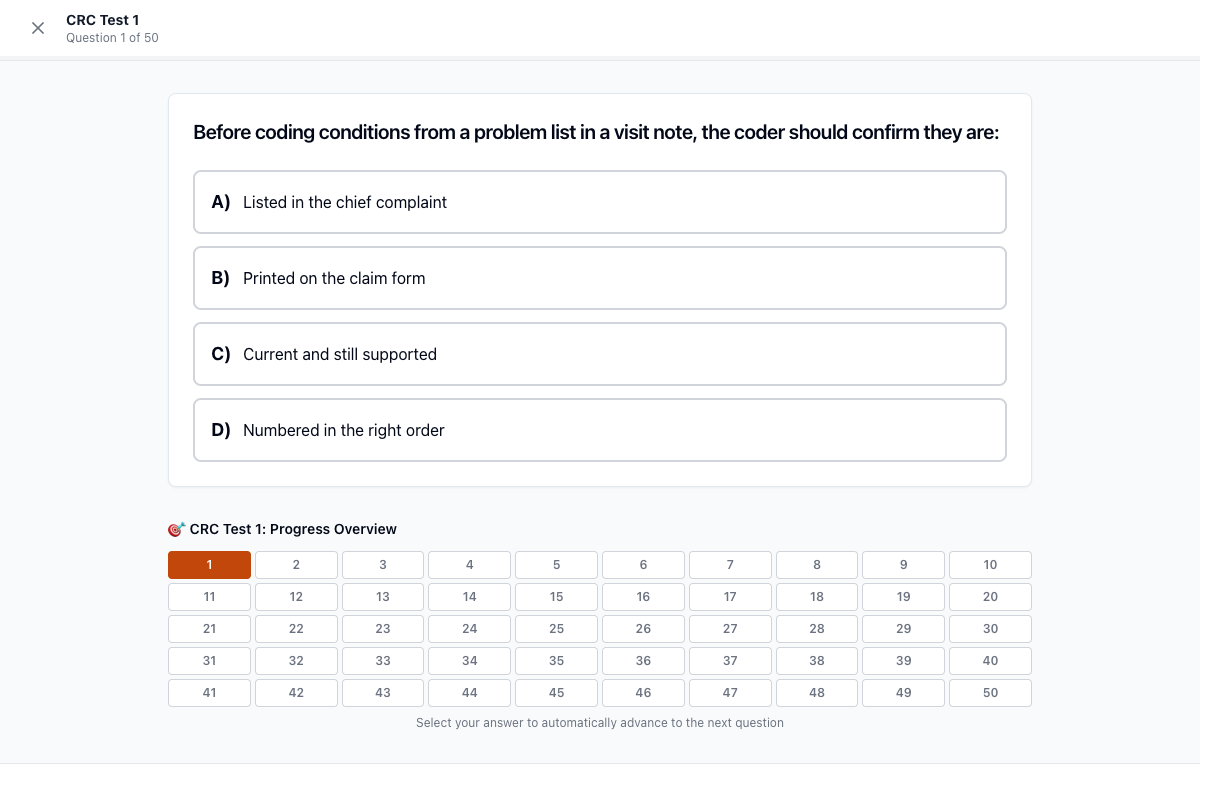 CRC Test 1
Question 1 of 50
Before coding conditions from a problem list in a visit note, the coder should confirm they are:
A) Listed in the chief complaint
B) Printed on the claim form
C) Current and still supported
D) Numbered in the right order
CRC Test 1: Progress Overview
1 2 3 4 5 6 7 8 9 10
11 12 13 14 15 16 17 18 19 20
21 22 23 24 25 26 27 28 29 30
31 32 33 34 35 36 37 38 39 40
41 42 43 44 45 46 47 48 49 50
Select your answer to automatically advance to the next question